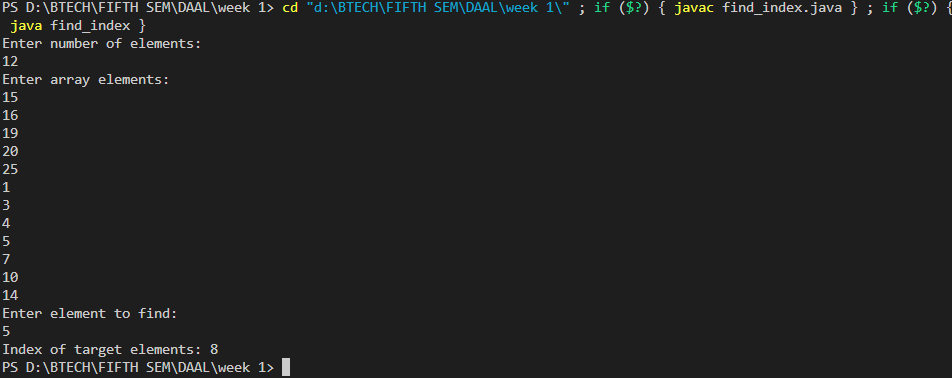 PS D:\BTECH\FIFTH SEM\DAAL\week 1> cd "d:\BTECH\FIFTH SEM\DAAL\week 1\" ; if ($?) { javac find_index.java } ; if ($?) {
 java find_index }
Enter number of elements:
12
Enter array elements:
15
16
19
20
25
1
3
4
5
7
10
14
Enter element to find:
5
Index of target elements: 8
PS D:\BTECH\FIFTH SEM\DAAL\week 1>